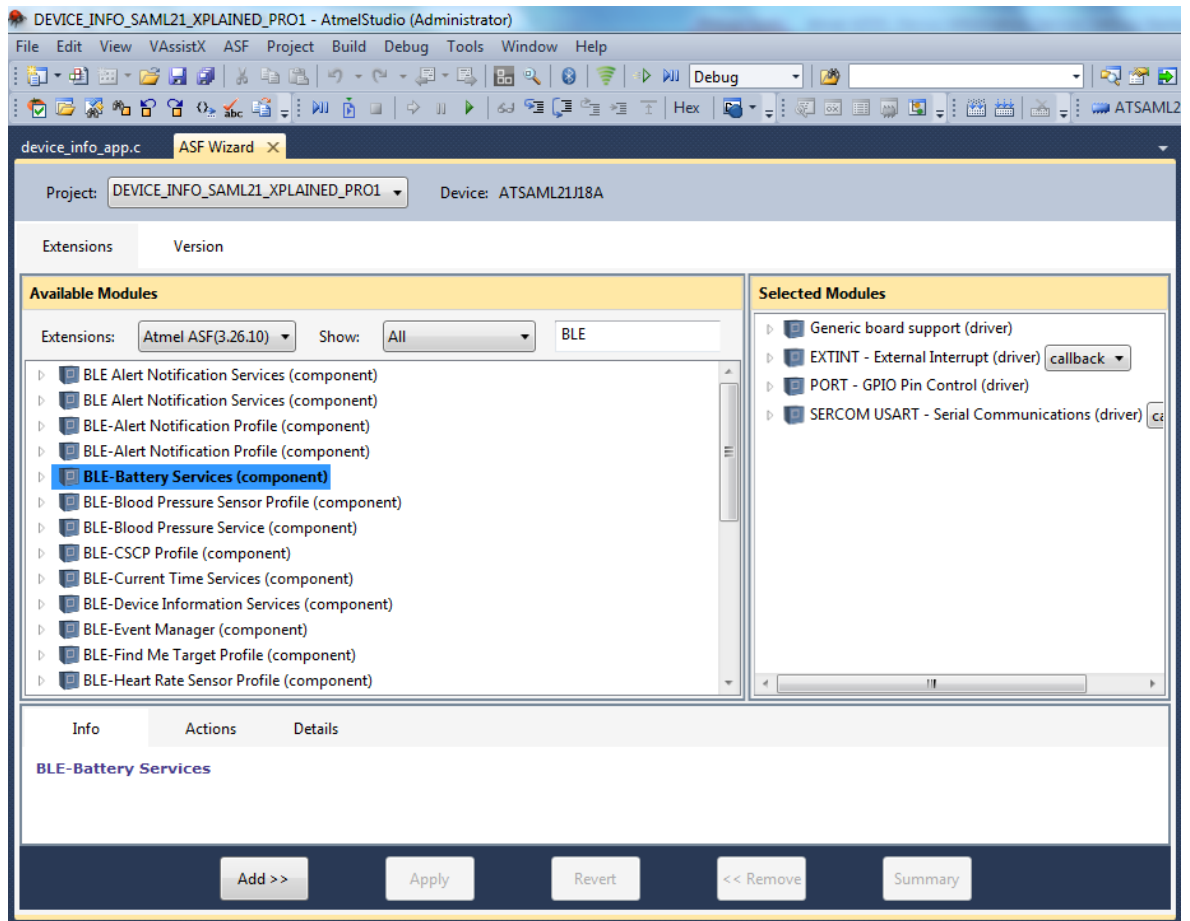 DEVICE_INFO_SAML21_XPLAINED_PRO1 - AtmelStudio (Administrator)
File Edit View VAssistX ASF Project Build Debug Tools Window Help
Debug
Hex ATSAML2
device_info_app.c ASF Wizard
Project: DEVICE_INFO_SAML21_XPLAINED_PRO1 Device: ATSAML21J18A
Extensions Version
Available Modules
Extensions: Atmel ASF(3.26.10) Show: All BLE
BLE Alert Notification Services (component)
BLE Alert Notification Services (component)
BLE-Alert Notification Profile (component)
BLE-Alert Notification Profile (component)
BLE-Battery Services (component)
BLE-Blood Pressure Sensor Profile (component)
BLE-Blood Pressure Service (component)
BLE-CSCP Profile (component)
BLE-Current Time Services (component)
BLE-Device Information Services (component)
BLE-Event Manager (component)
BLE-Find Me Target Profile (component)
BLE-Heart Rate Sensor Profile (component)
Selected Modules
Generic board support (driver)
EXTINT - External Interrupt (driver) callback
PORT - GPIO Pin Control (driver)
SERCOM USART - Serial Communications (driver) ca
Info Actions Details
BLE-Battery Services
Add >> Apply Revert << Remove Summary